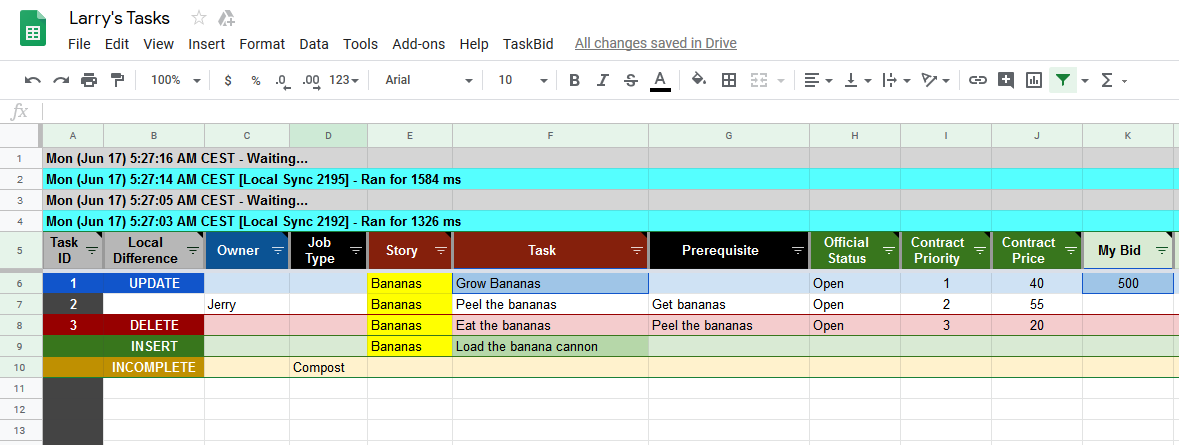 Larry's Tasks
File Edit View Insert Format Data Tools Add-ons Help TaskBid All changes saved in Drive
100% $ % .0 .00 123 Arial 10 B I S A Σ
fx
A B C D E F G H I J K
1 Mon (Jun 17) 5:27:16 AM CEST - Waiting...
2 Mon (Jun 17) 5:27:14 AM CEST [Local Sync 2195] - Ran for 1584 ms
3 Mon (Jun 17) 5:27:05 AM CEST - Waiting...
4 Mon (Jun 17) 5:27:03 AM CEST [Local Sync 2192] - Ran for 1326 ms
5 Task ID Local Difference Owner Job Type Story Task Prerequisite Official Status Contract Priority Contract Price My Bid
6 1 UPDATE Bananas Grow Bananas Open 1 40 500
7 2 Jerry Bananas Peel the bananas Get bananas Open 2 55
8 3 DELETE Bananas Eat the bananas Peel the bananas Open 3 20
9 INSERT Bananas Load the banana cannon
10 INCOMPLETE Compost
11
12
13